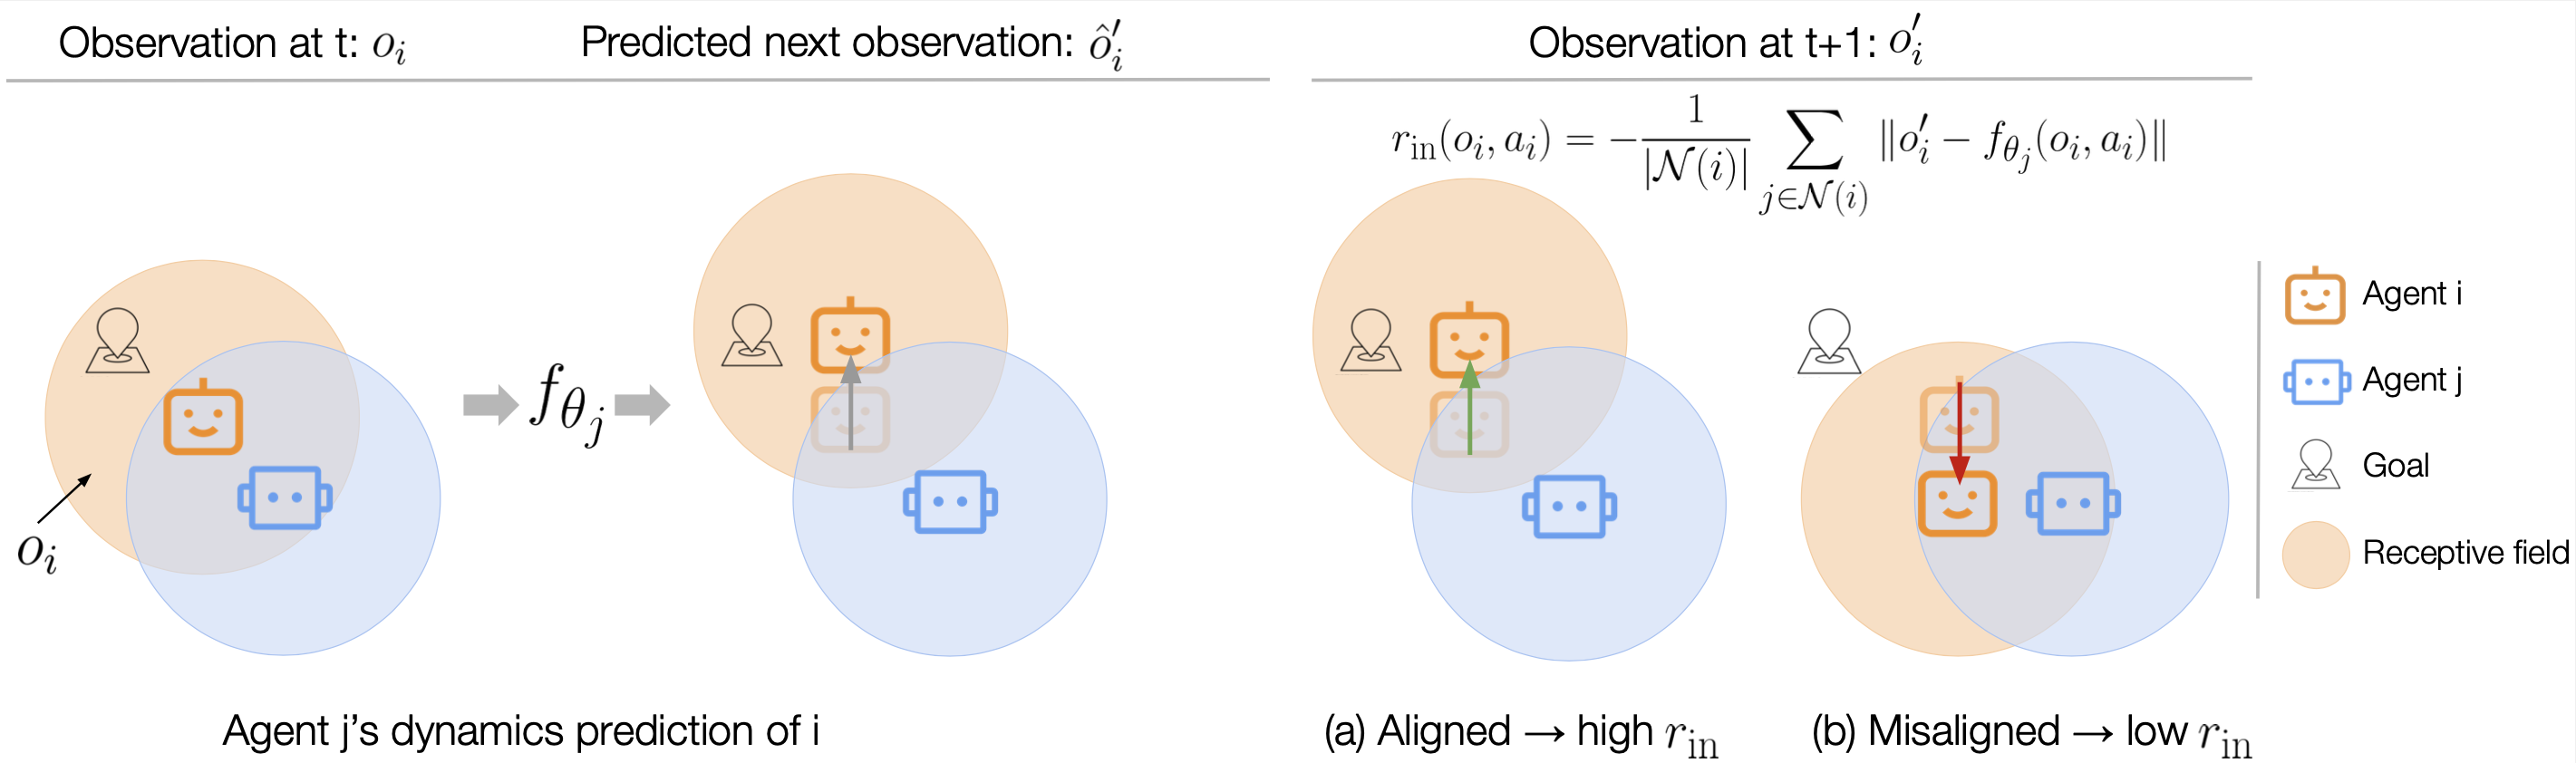 Observation at t: $o_i$
Predicted next observation: $\hat{o}_i'$
Observation at t+1: $o_i'$
$r_{\text{in}}(o_i, a_i) = -\frac{1}{|\mathcal{N}(i)|} \sum_{j \in \mathcal{N}(i)} \|o_i' - f_{\theta_j}(o_i, a_i)\|$
$o_i$
$f_{\theta_j}$
Agent i
Agent j
Goal
Receptive field
Agent j's dynamics prediction of i
(a) Aligned → high $r_{\text{in}}$
(b) Misaligned → low $r_{\text{in}}$